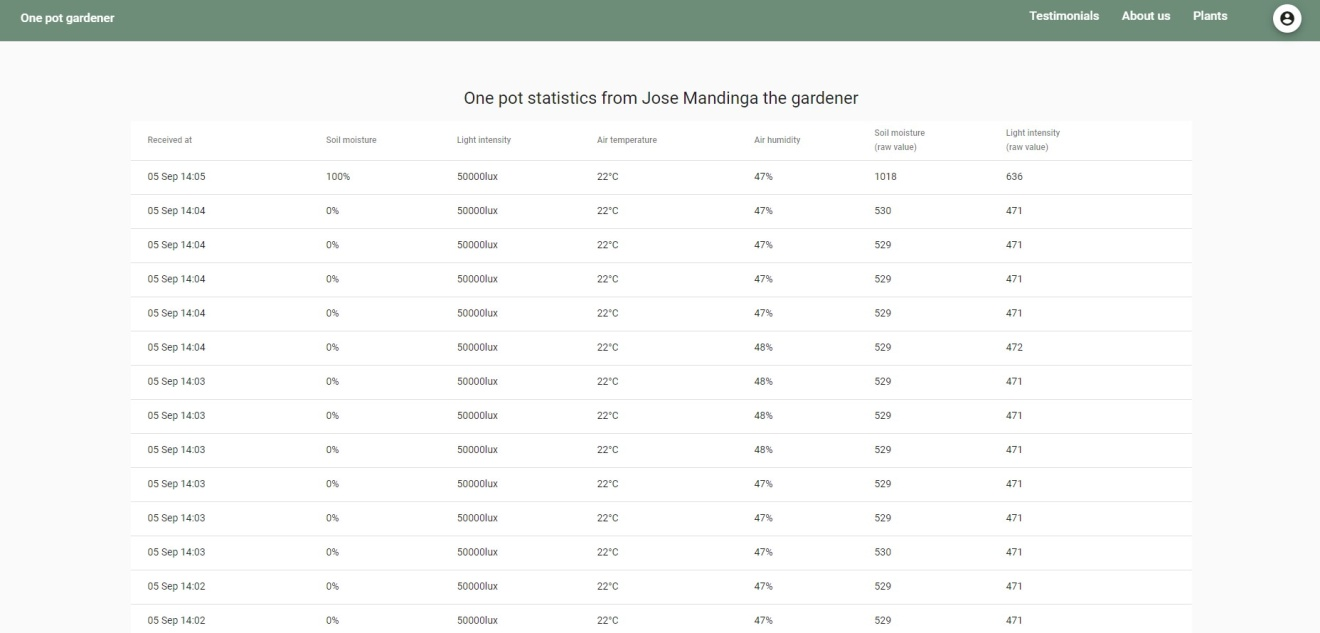 One pot gardener Testimonials About us Plants
One pot statistics from Jose Mandinga the gardener
Received at Soil moisture Light intensity Air temperature Air humidity Soil moisture (raw value) Light intensity (raw value)
05 Sep 14:05 100% 50000lux 22°C 47% 1018 636
05 Sep 14:04 0% 50000lux 22°C 47% 530 471
05 Sep 14:04 0% 50000lux 22°C 47% 529 471
05 Sep 14:04 0% 50000lux 22°C 47% 529 471
05 Sep 14:04 0% 50000lux 22°C 47% 529 471
05 Sep 14:04 0% 50000lux 22°C 48% 529 472
05 Sep 14:03 0% 50000lux 22°C 48% 529 471
05 Sep 14:03 0% 50000lux 22°C 48% 529 471
05 Sep 14:03 0% 50000lux 22°C 48% 529 471
05 Sep 14:03 0% 50000lux 22°C 47% 529 471
05 Sep 14:03 0% 50000lux 22°C 47% 529 471
05 Sep 14:03 0% 50000lux 22°C 47% 530 471
05 Sep 14:02 0% 50000lux 22°C 47% 529 471
05 Sep 14:02 0% 50000lux 22°C 47% 529 471